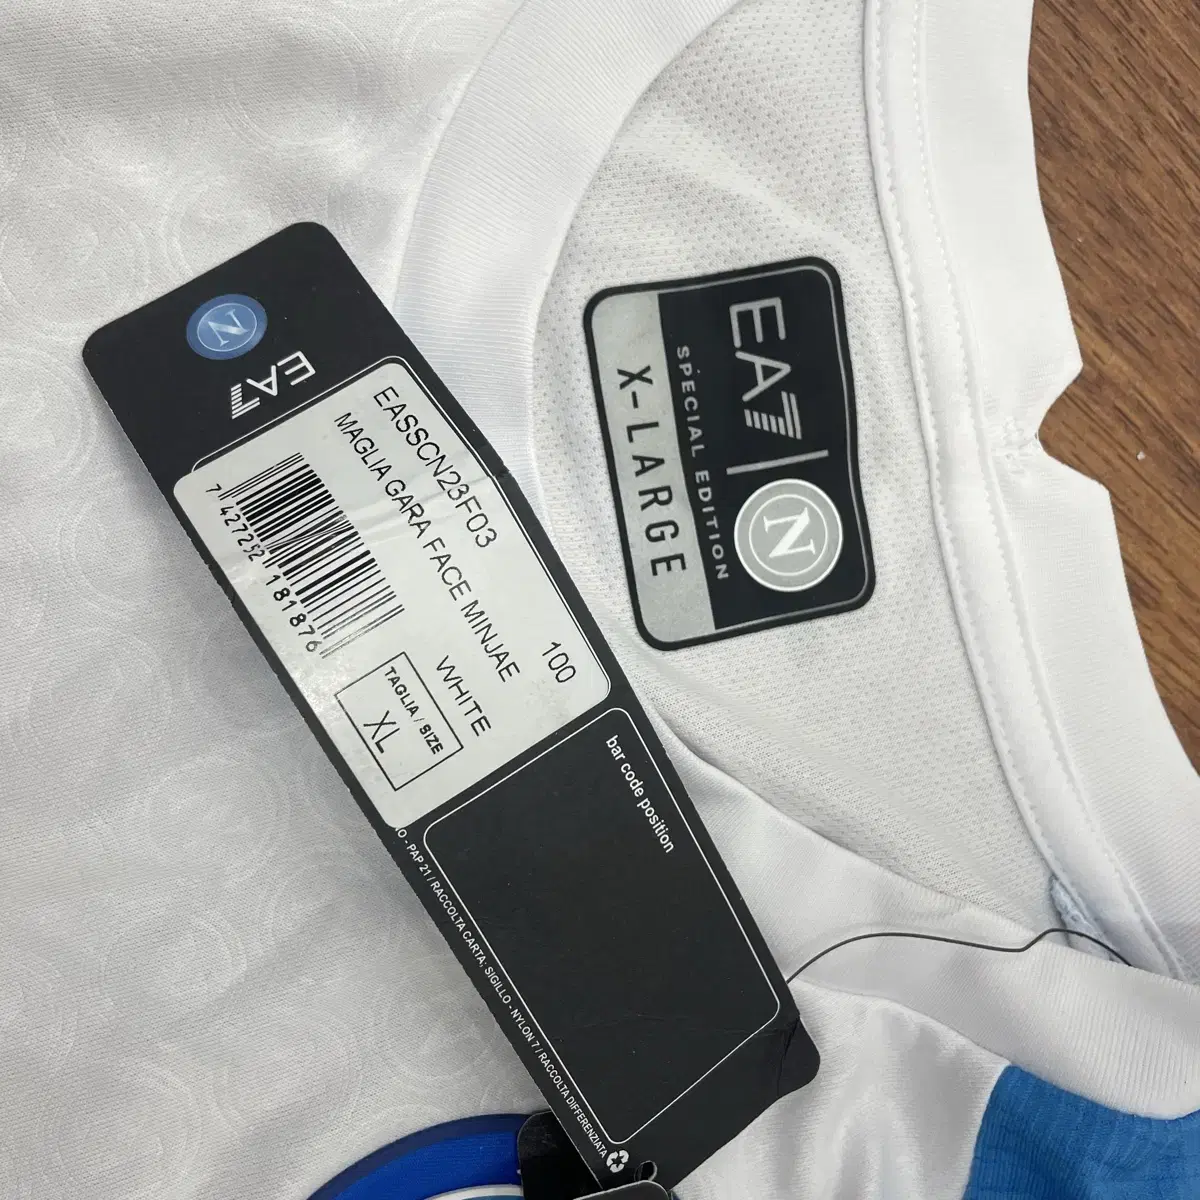 N
EA7
EASSCN23F03
100
MAGLIA GARA FACE MINJAE
WHITE
7 427252 181876
TAGLIA / SIZE
XL
bar code position
O - PAP 21 / RACCOLTA CARTA; SIGILLO - NYLON 7 / RACCOLTA DIFFERENZIATA
EA7
N
SPECIAL EDITION
X-LARGE